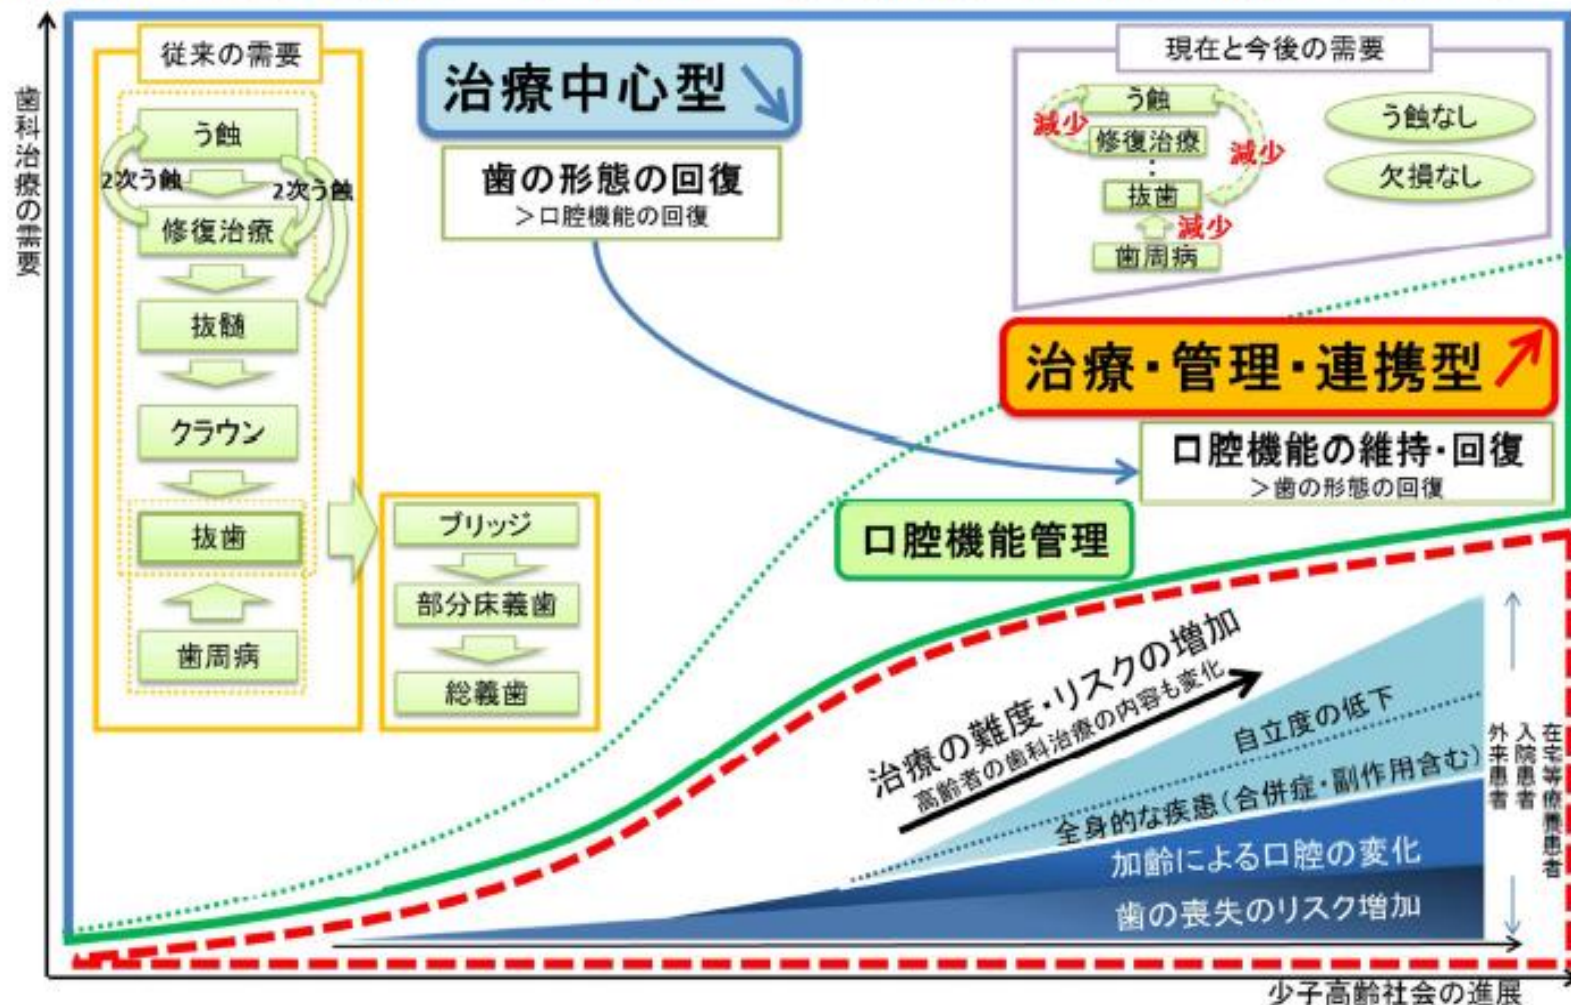 歯科治療の需要
従来の需要
う蝕
2次う蝕
2次う蝕
修復治療
抜髄
クラウン
抜歯
歯周病
ブリッジ
部分床義歯
総義歯
治療中心型
歯の形態の回復
>口腔機能の回復
現在と今後の需要
う蝕
減少
修復治療
減少
抜歯
減少
歯周病
う蝕なし
欠損なし
治療・管理・連携型
口腔機能の維持・回復
>歯の形態の回復
口腔機能管理
治療の難度・リスクの増加
高齢者の歯科治療の内容も変化
自立度の低下
全身的な疾患(合併症・副作用含む)
加齢による口腔の変化
歯の喪失のリスク増加
在宅等療養患者
入院患者
外来患者
少子高齢社会の進展